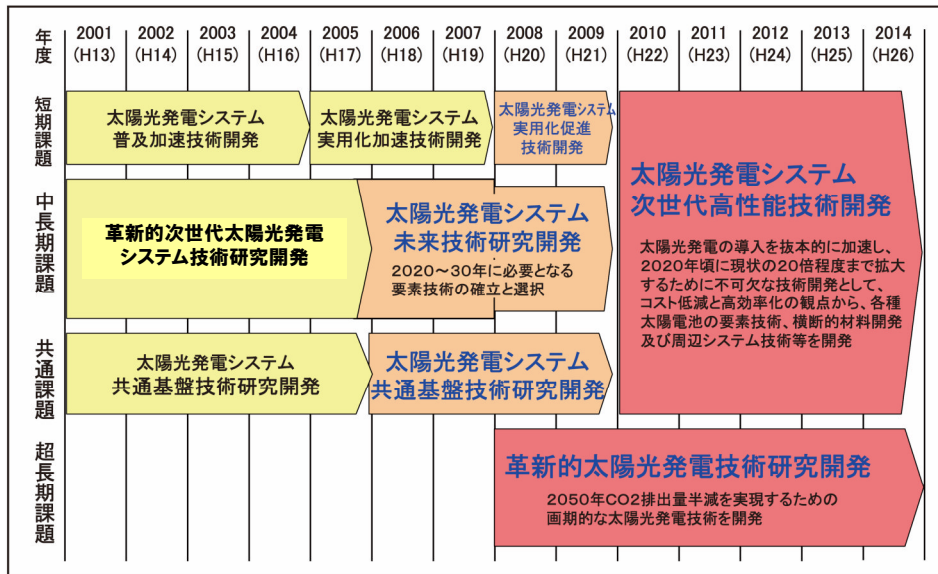 年度
2001 2002 2003 2004 2005 2006 2007 2008 2009 2010 2011 2012 2013 2014
(H13) (H14) (H15) (H16) (H17) (H18) (H19) (H20) (H21) (H22) (H23) (H24) (H25) (H26)
短期課題
太陽光発電システム
普及加速技術開発
太陽光発電システム
実用化加速技術開発
太陽光発電システム
実用化促進
技術開発
中長期課題
革新的次世代太陽光発電
システム技術研究開発
太陽光発電システム
未来技術研究開発
2020～30年に必要となる
要素技術の確立と選択
共通課題
太陽光発電システム
共通基盤技術研究開発
太陽光発電システム
共通基盤技術研究開発
太陽光発電システム
次世代高性能技術開発
太陽光発電の導入を抜本的に加速し、
2020年頃に現状の20倍程度まで拡大
するために不可欠な技術開発として、
コスト低減と高効率化の観点から、各種
太陽電池の要素技術、横断的材料開発
及び周辺システム技術等を開発
超長期課題
革新的太陽光発電技術研究開発
2050年CO2排出量半減を実現するための
画期的な太陽光発電技術を開発